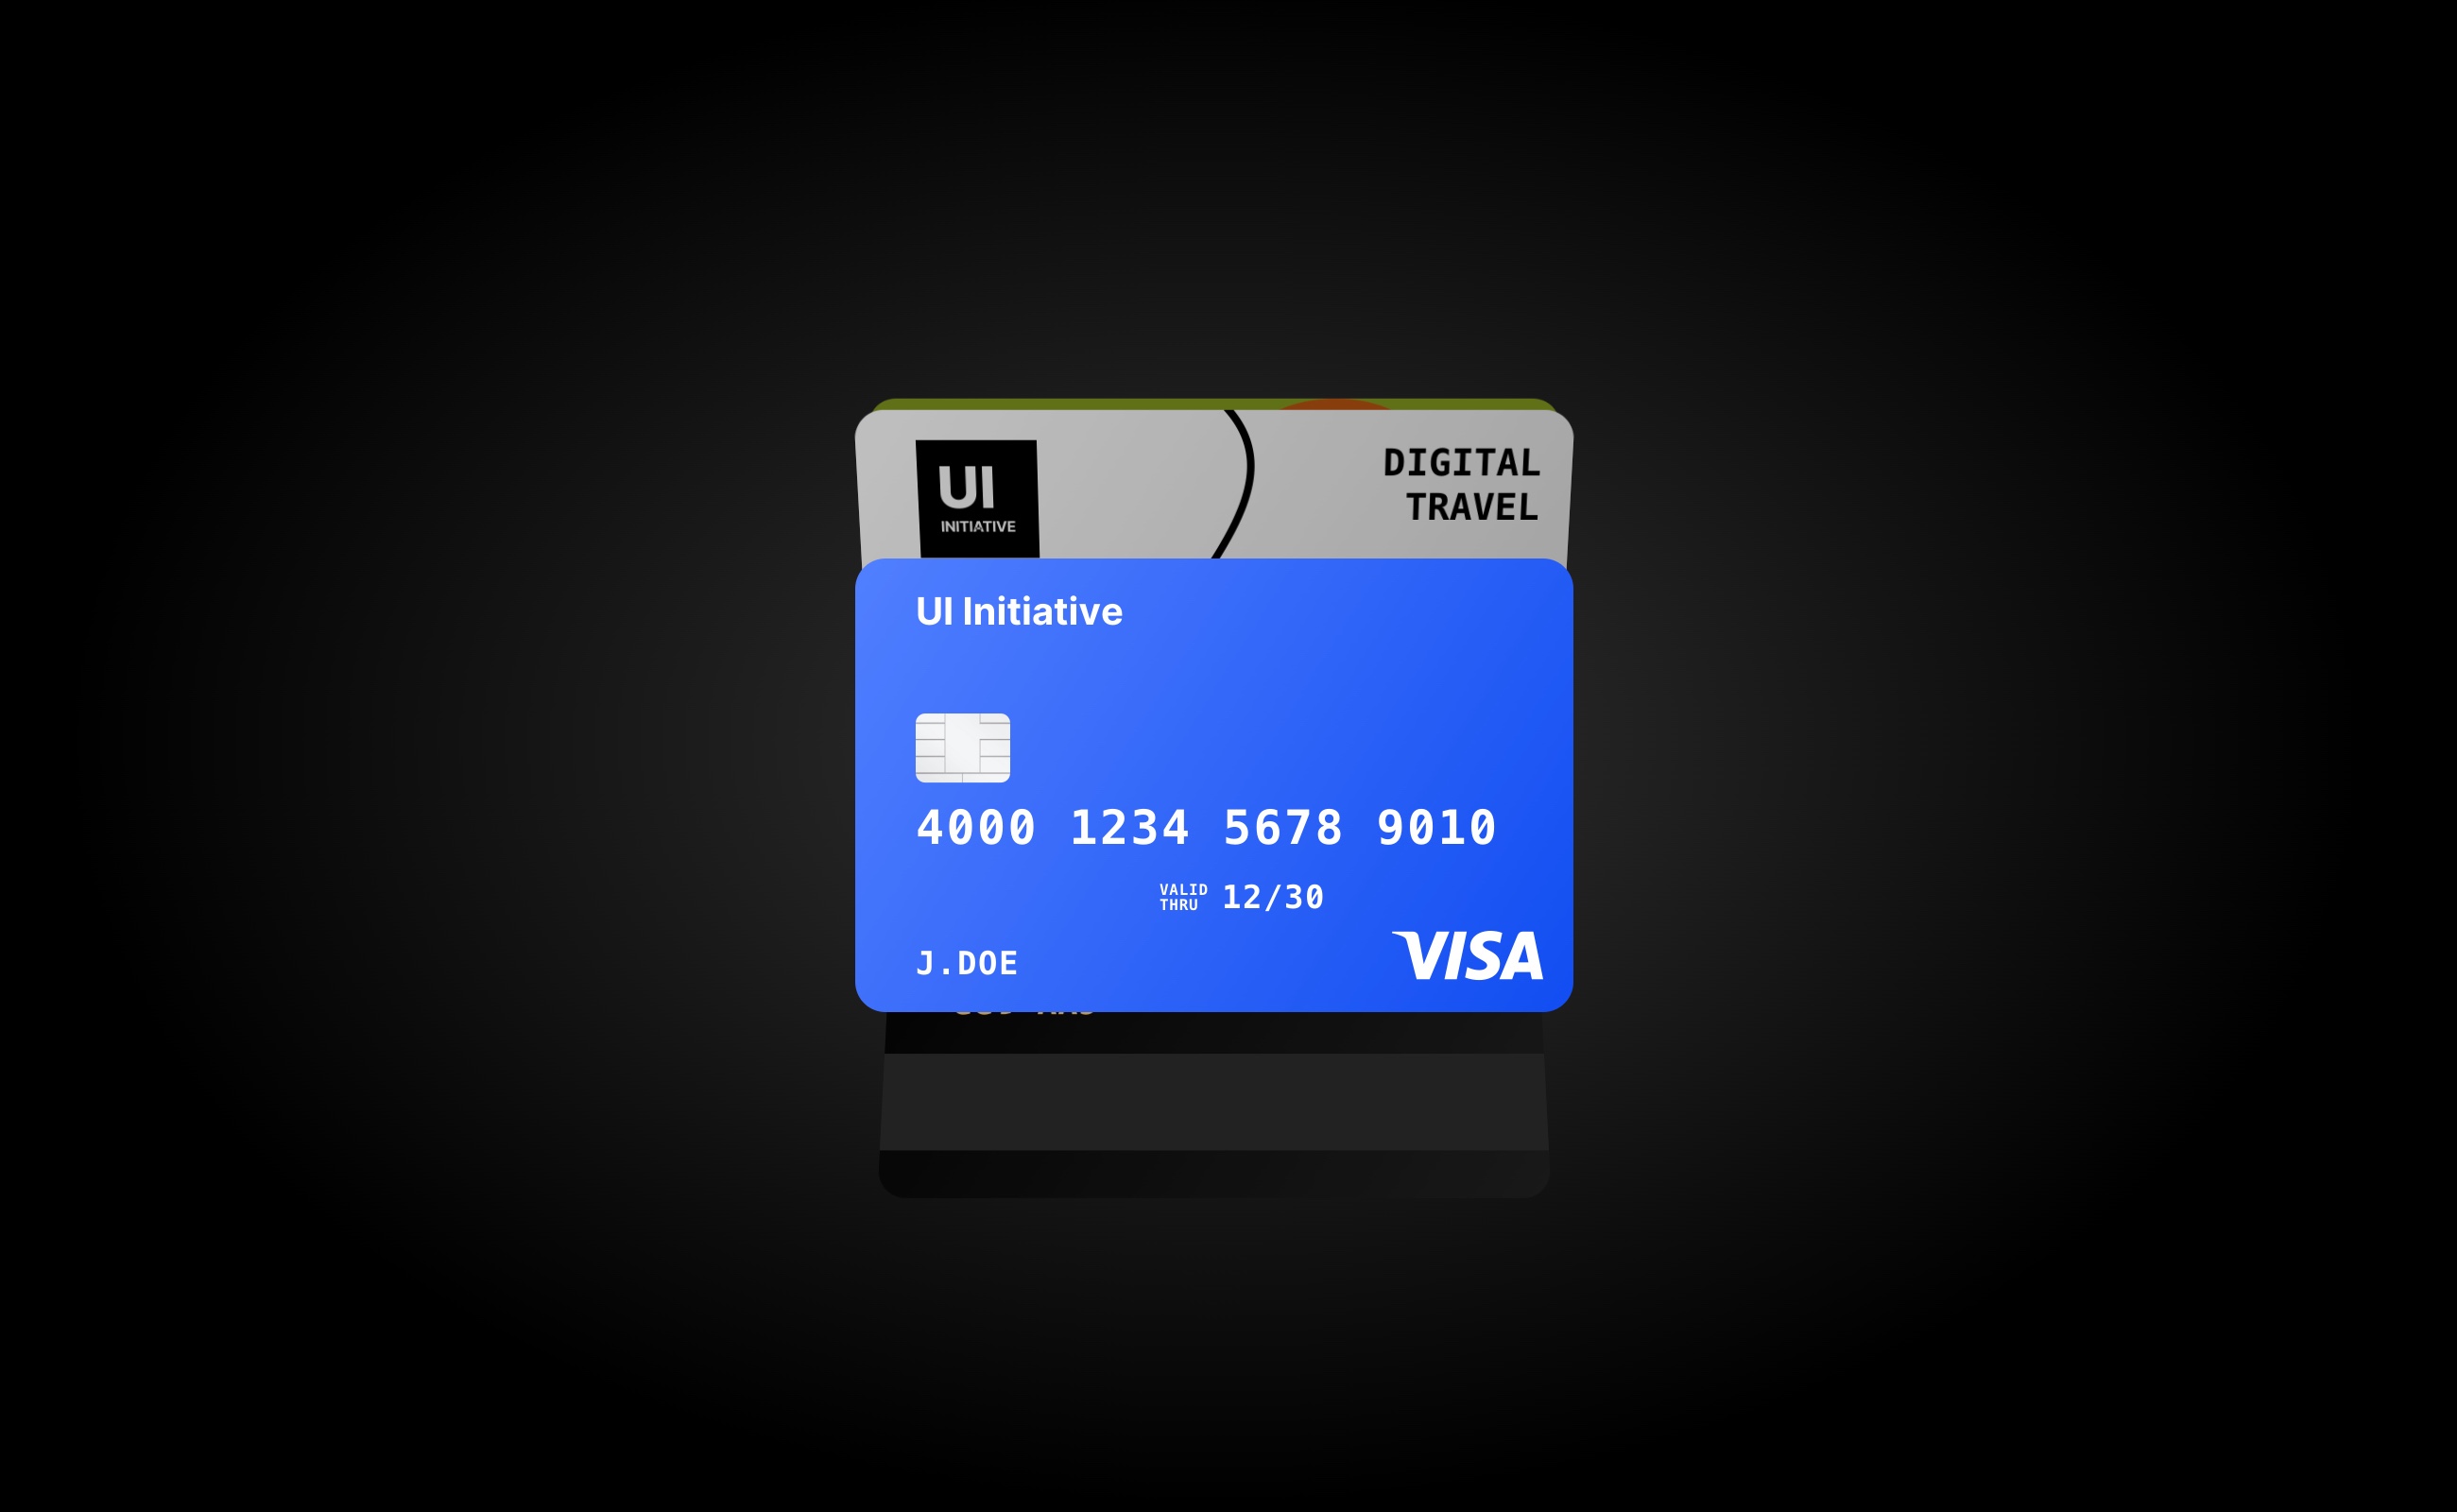 UI
INITIATIVE
DIGITAL
TRAVEL
UI Initiative
4000 1234 5678 9010
VALID
THRU
12/30
J.DOE
VISA